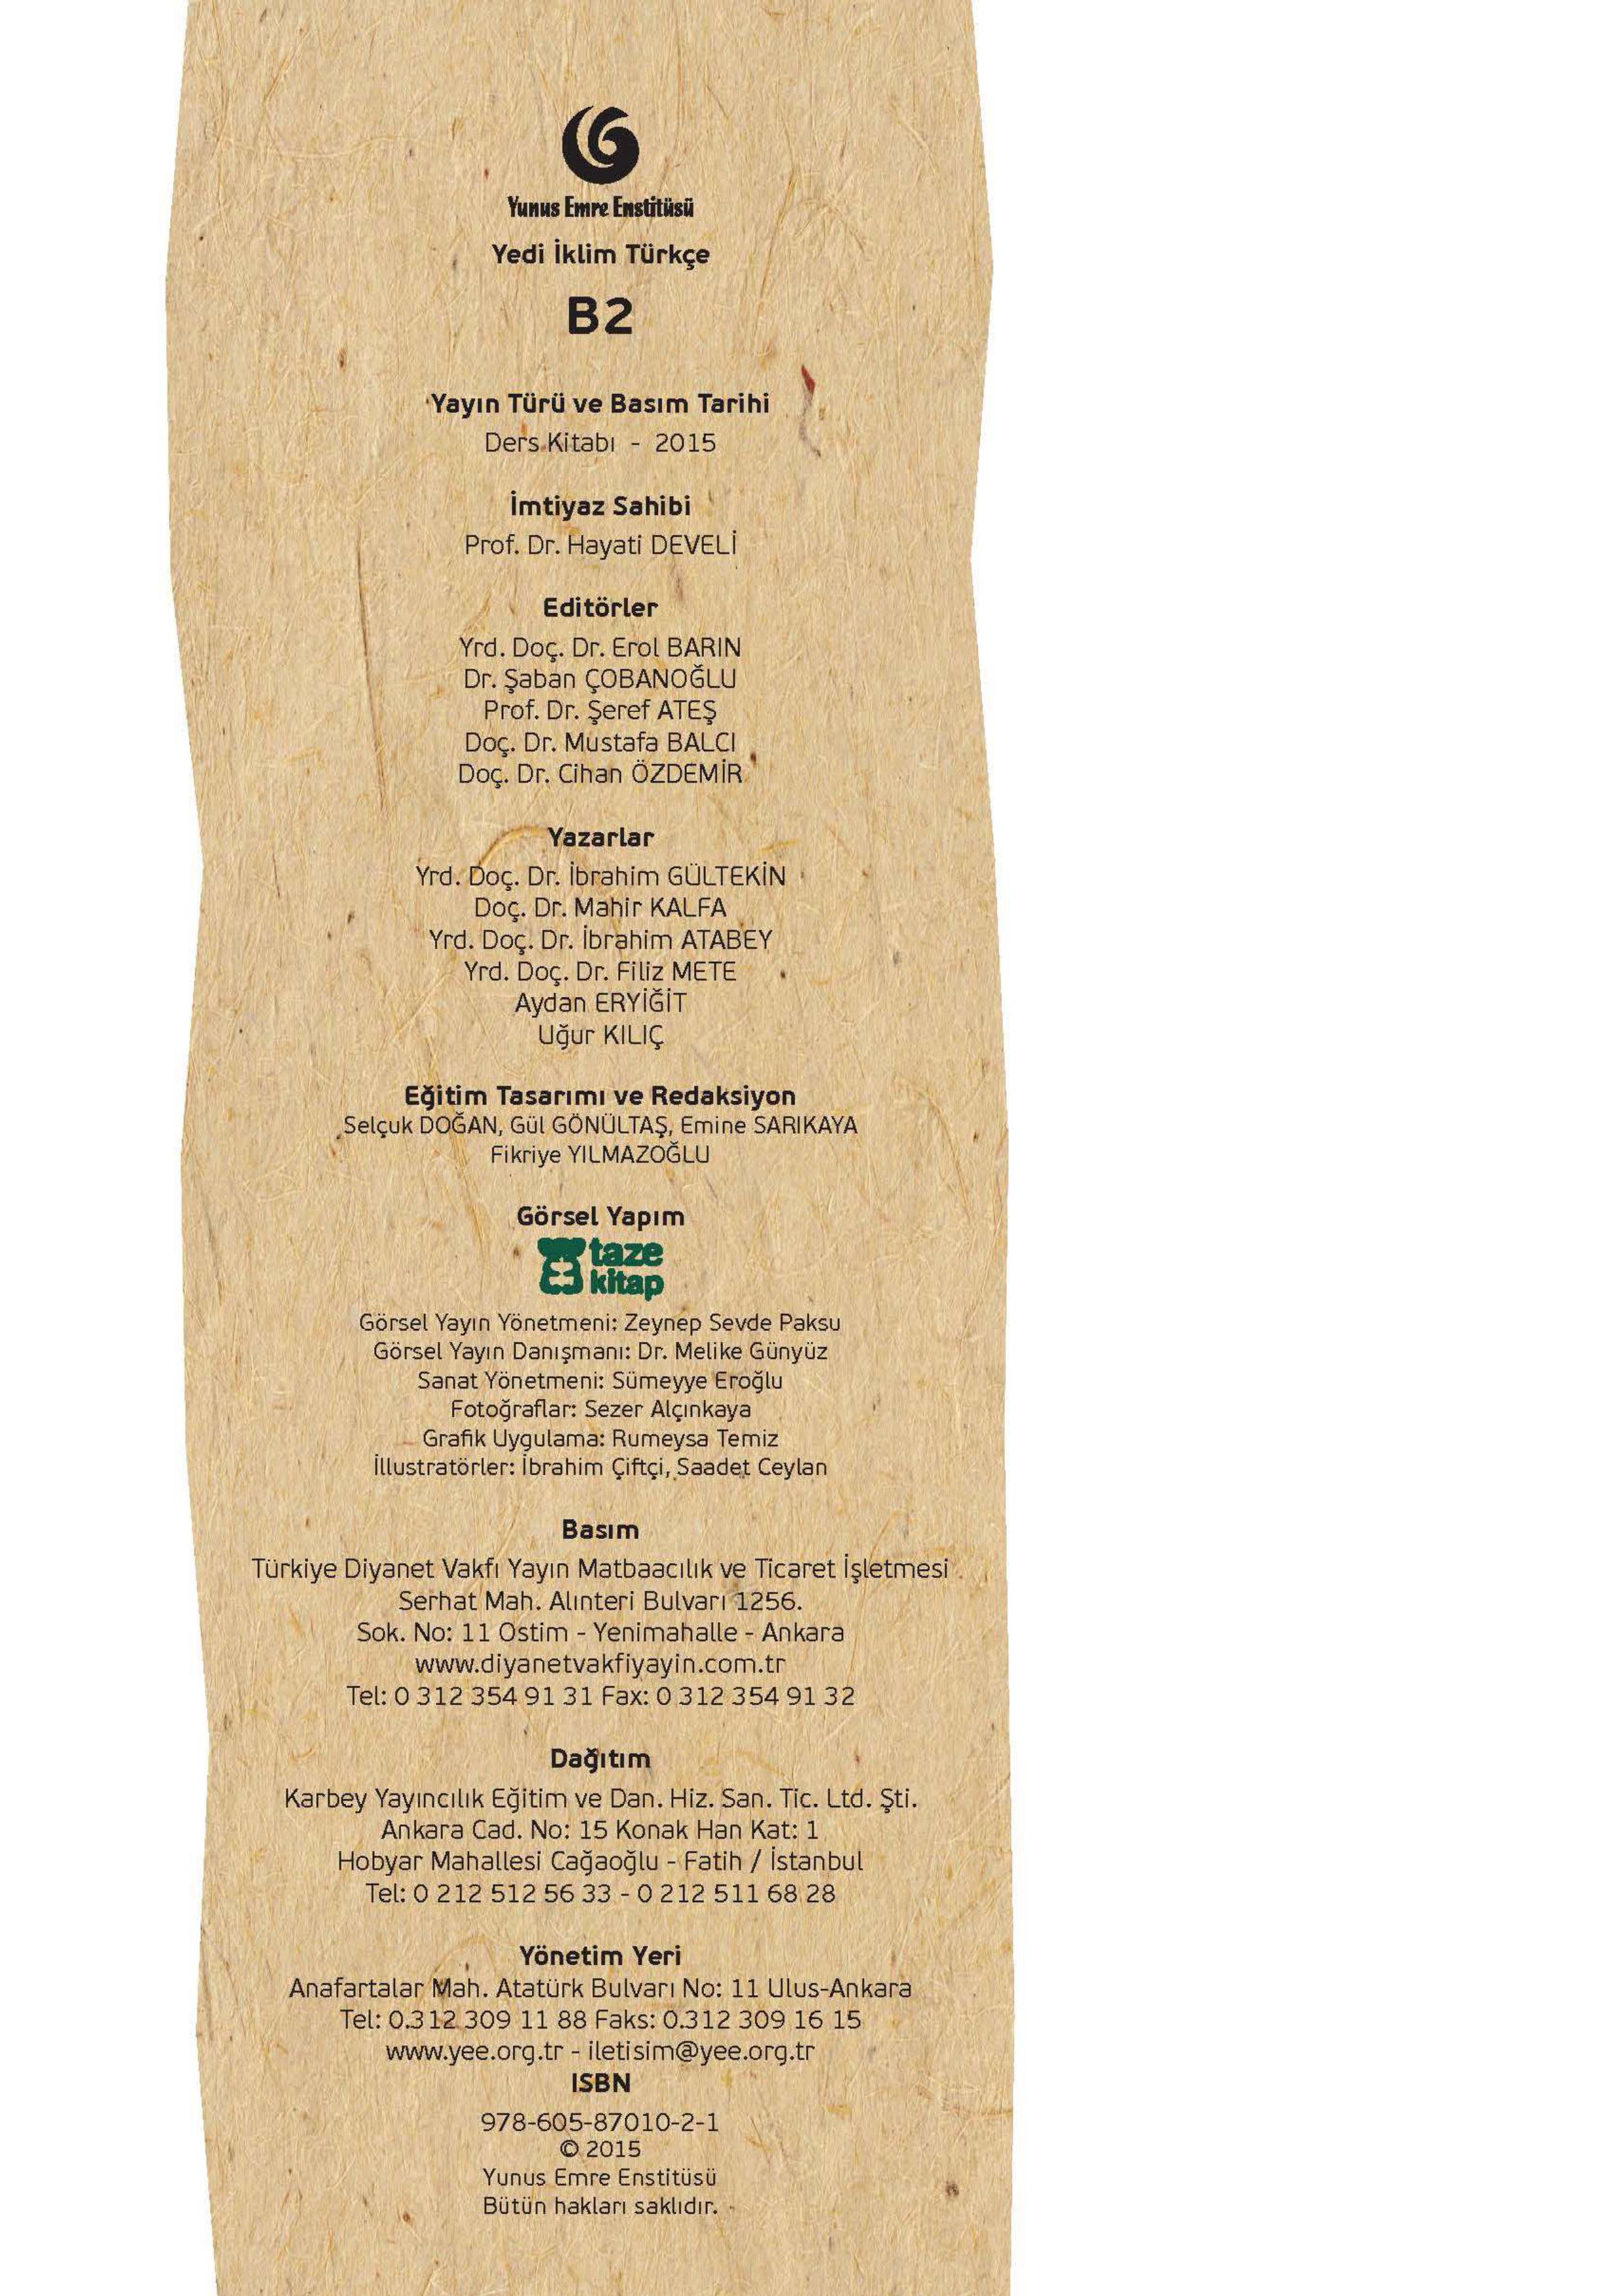 Yunus Emre Enstitüsü
Yedi İklim Türkçe
B2
Yayın Türü ve Basım Tarihi
Ders Kitabı - 2015
İmtiyaz Sahibi
Prof. Dr. Hayati DEVELİ
Editörler
Yrd. Doç. Dr. Erol BARIN
Dr. Şaban ÇOBANOĞLU
Prof. Dr. Şeref ATEŞ
Doç. Dr. Mustafa BALCI
Doç. Dr. Cihan ÖZDEMİR
Yazarlar
Yrd. Doç. Dr. İbrahim GÜLTEKİN
Doç. Dr. Mahir KALFA
Yrd. Doç. Dr. İbrahim ATABEY
Yrd. Doç. Dr. Filiz METE
Aydan ERYİĞİT
Uğur KILIÇ
Eğitim Tasarımı ve Redaksiyon
Selçuk DOĞAN, Gül GÖNÜLTAŞ, Emine SARIKAYA
Fikriye YILMAZOĞLU
Görsel Yapım
taze
kitap
Görsel Yayın Yönetmeni: Zeynep Sevde Paksu
Görsel Yayın Danışmanı: Dr. Melike Günyüz
Sanat Yönetmeni: Sümeyye Eroğlu
Fotoğraflar: Sezer Alçınkaya
Grafik Uygulama: Rumeysa Temiz
İllustratörler: İbrahim Çiftçi, Saadet Ceylan
Basım
Türkiye Diyanet Vakfı Yayın Matbaacılık ve Ticaret İşletmesi
Serhat Mah. Alınteri Bulvarı 1256.
Sok. No: 11 Ostim - Yenimahalle - Ankara
www.diyanetvakfiyayin.com.tr
Tel: 0 312 354 91 31 Fax: 0 312 354 91 32
Dağıtım
Karbey Yayıncılık Eğitim ve Dan. Hiz. San. Tic. Ltd. Şti.
Ankara Cad. No: 15 Konak Han Kat: 1
Hobyar Mahallesi Cağaoğlu - Fatih / İstanbul
Tel: 0 212 512 56 33 - 0 212 511 68 28
Yönetim Yeri
Anafartalar Mah. Atatürk Bulvarı No: 11 Ulus-Ankara
Tel: 0.312 309 11 88 Faks: 0.312 309 16 15
www.yee.org.tr - iletisim@yee.org.tr
ISBN
978-605-87010-2-1
© 2015
Yunus Emre Enstitüsü
Bütün hakları saklıdır.